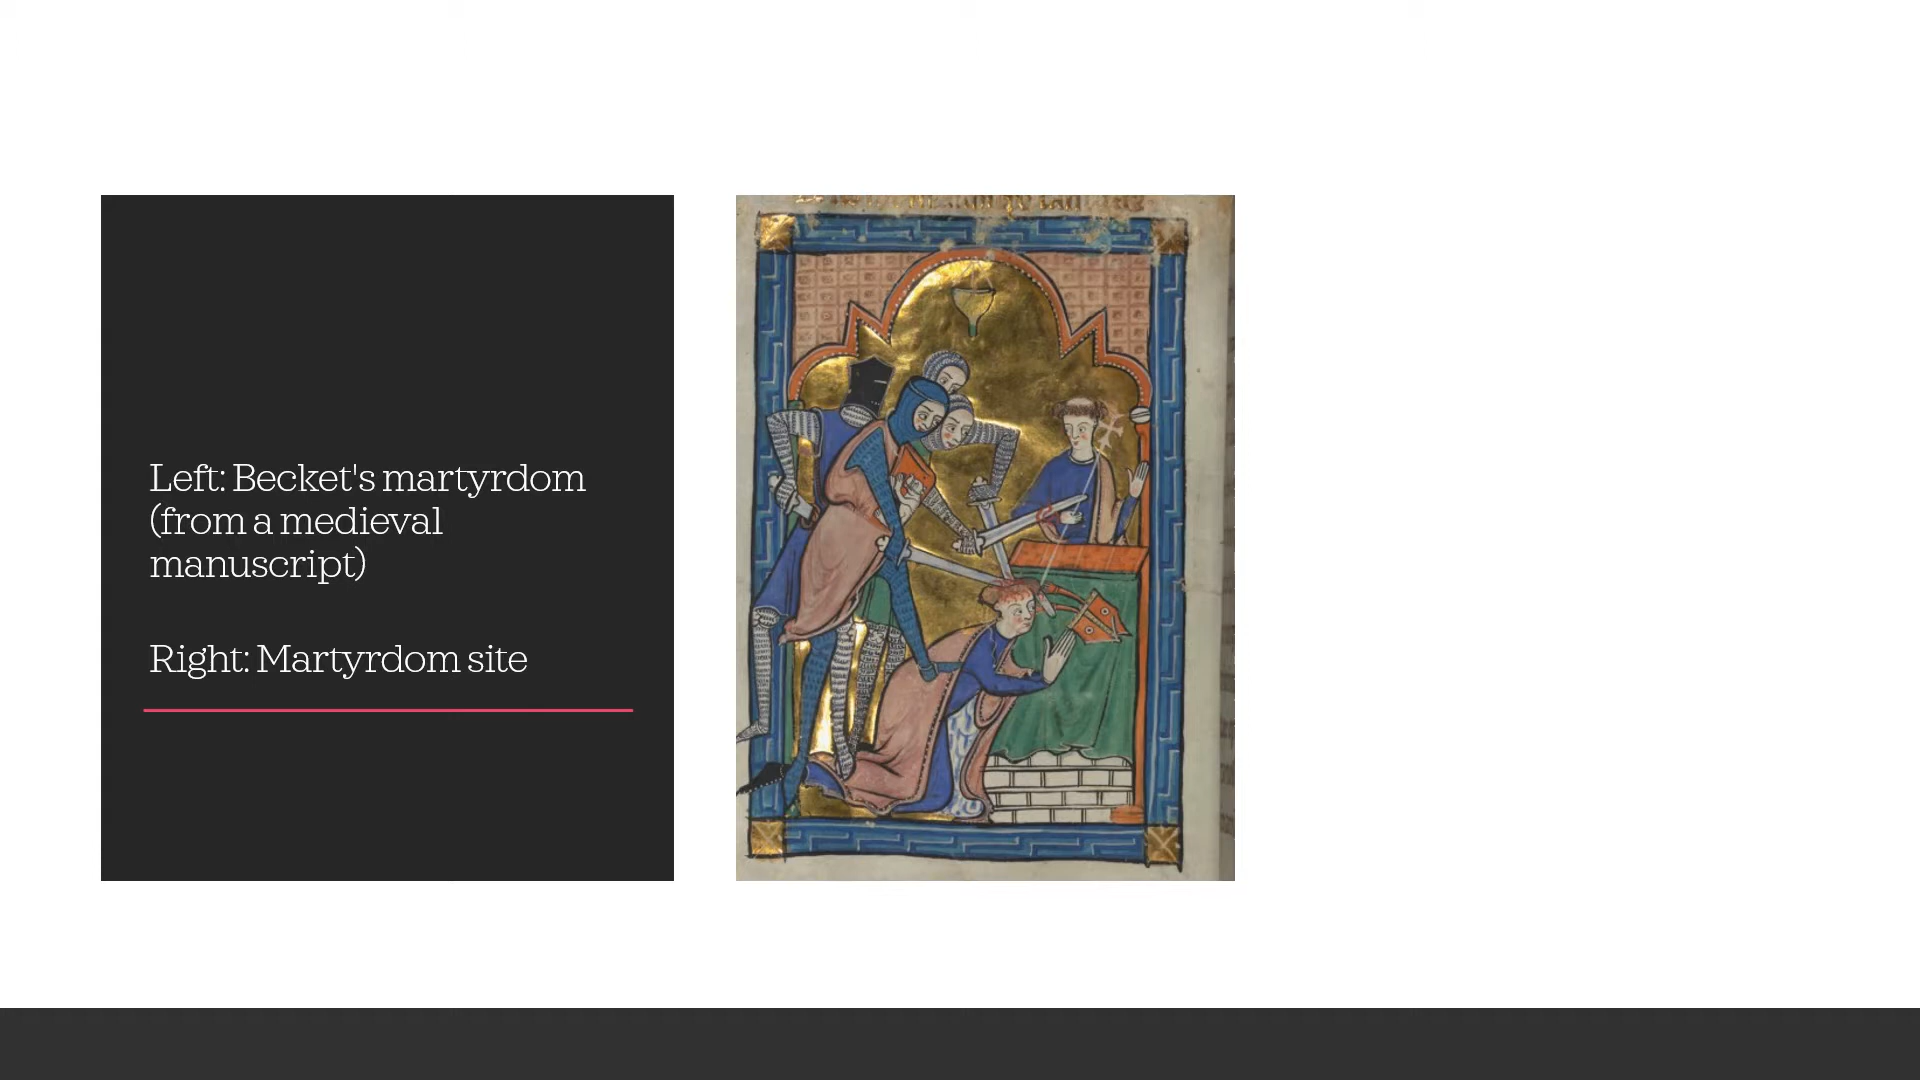 Left: Becket's martyrdom
(from a medieval
manuscript)
Right: Martyrdom site